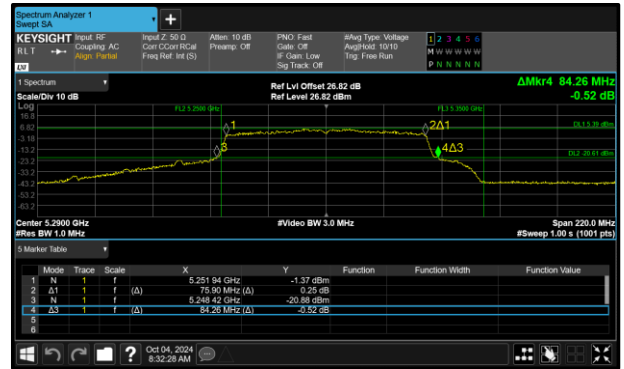 Spectrum Analyzer 1
Swept SA
KEYSIGHT Input: RF Input Z: 50 Ω Atten: 10 dB PNO: Fast #Avg Type: Voltage 1 2 3 4 5 6
RLT Coupling: AC Corr CCorr RCal Preamp: Off Gate: Off Avg|Hold: 10/10 M W W W W W
Align: Partial Freq Ref: Int (S) IF Gain: Low Trig: Free Run P N N N N N
LXI Sig Track: Off
1 Spectrum Ref Lvl Offset 26.82 dB ΔMkr4 84.26 MHz
Scale/Div 10 dB Ref Level 26.82 dBm -0.52 dB
Log
16.8 FL2 5.2500 GHz FL3 5.3500 GHz
6.82 1 2Δ1 DL1 5.39 dBm
-3.18
-13.2 3 4Δ3
-23.2 DL2 -20.61 dBm
-33.2
-43.2
-53.2
-63.2
Center 5.2900 GHz #Video BW 3.0 MHz Span 220.0 MHz
#Res BW 1.0 MHz #Sweep 1.00 s (1001 pts)
5 Marker Table
Mode Trace Scale X Y Function Function Width Function Value
1 N 1 f 5.251 94 GHz -1.37 dBm
2 Δ1 1 f (Δ) 75.90 MHz (Δ) 0.25 dB
3 N 1 f 5.248 42 GHz -20.88 dBm
4 Δ3 1 f (Δ) 84.26 MHz (Δ) -0.52 dB
5
6
? Oct 04, 2024
8:32:28 AM